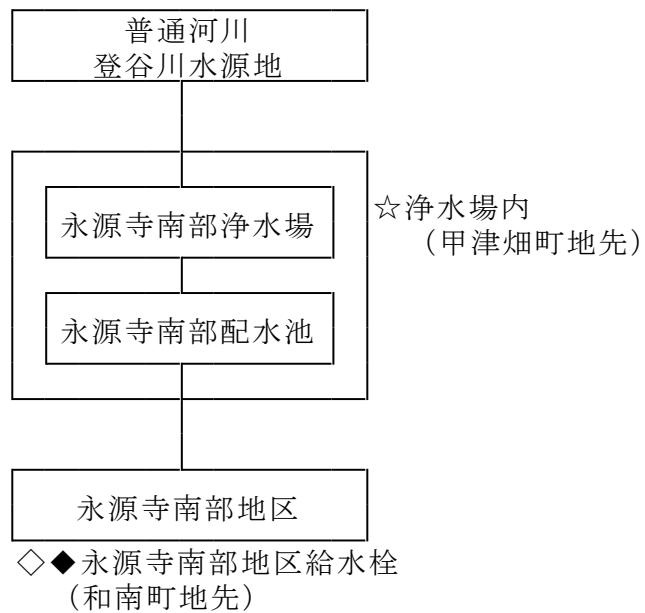 普通河川
登谷川水源地
永源寺南部浄水場
☆浄水場内
（甲津畑町地先）
永源寺南部配水池
永源寺南部地区
◇◆永源寺南部地区給水栓
（和南町地先）